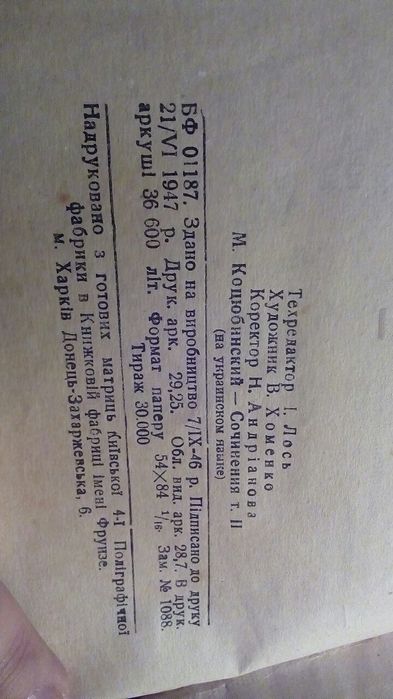 Техредактор І. Лось
Художник В. Хоменко
Коректор Н. Андріанова
М. Коцюбинский — Сочинения т. II
(на украинском языке)
БФ 01187. Здано на виробництво 7/ІХ-46 р. Підписано до друку
21/VI 1947 р. Друк. арк. 29,25. Обл. вид. арк. 28,7. В друк.
аркуші 36 600 літ. Формат паперу 54×84 1/16. Зам. № 1088.
Тираж 30.000
Надруковано з готових матриць Київської 4-ї Поліграфічної
фабрики в Книжковій фабриці імені Фрунзе.
м. Харків Донець-Захаржевська, 6.